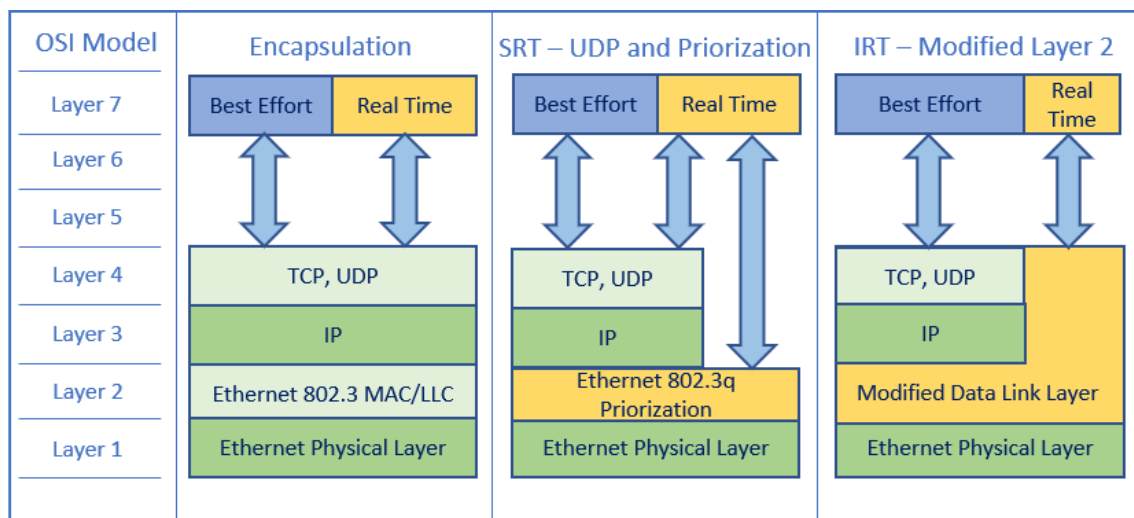 OSI Model
Layer 7
Layer 6
Layer 5
Layer 4
Layer 3
Layer 2
Layer 1
Encapsulation
Best Effort
Real Time
TCP, UDP
IP
Ethernet 802.3 MAC/LLC
Ethernet Physical Layer
SRT – UDP and Priorization
Best Effort
Real Time
TCP, UDP
IP
Ethernet 802.3q
Priorization
Ethernet Physical Layer
IRT – Modified Layer 2
Best Effort
Real
Time
TCP, UDP
IP
Modified Data Link Layer
Ethernet Physical Layer